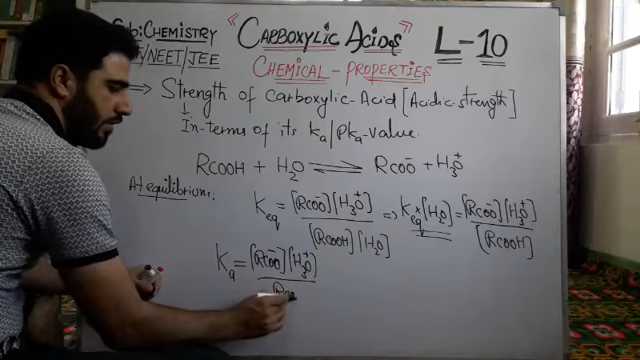 Sub: CHEMISTRY "CARBOXYLIC ACIDS" L-10
/NEET/JEE CHEMICAL-PROPERTIES
⇒ Strength of Carboxylic-Acid [Acidic-strength]
↓
In-terms of its Ka/Pka-value.
RCOOH + H₂O ⇌ RCOO⁻ + H₃O⁺
At equilibrium: Keq = [RCOO⁻][H₃O⁺] / [RCOOH][H₂O] ⇒ Keq × [H₂O] = [RCOO⁻][H₃O⁺] / [RCOOH]
Ka = [RCOO⁻][H₃O⁺] / [RCO